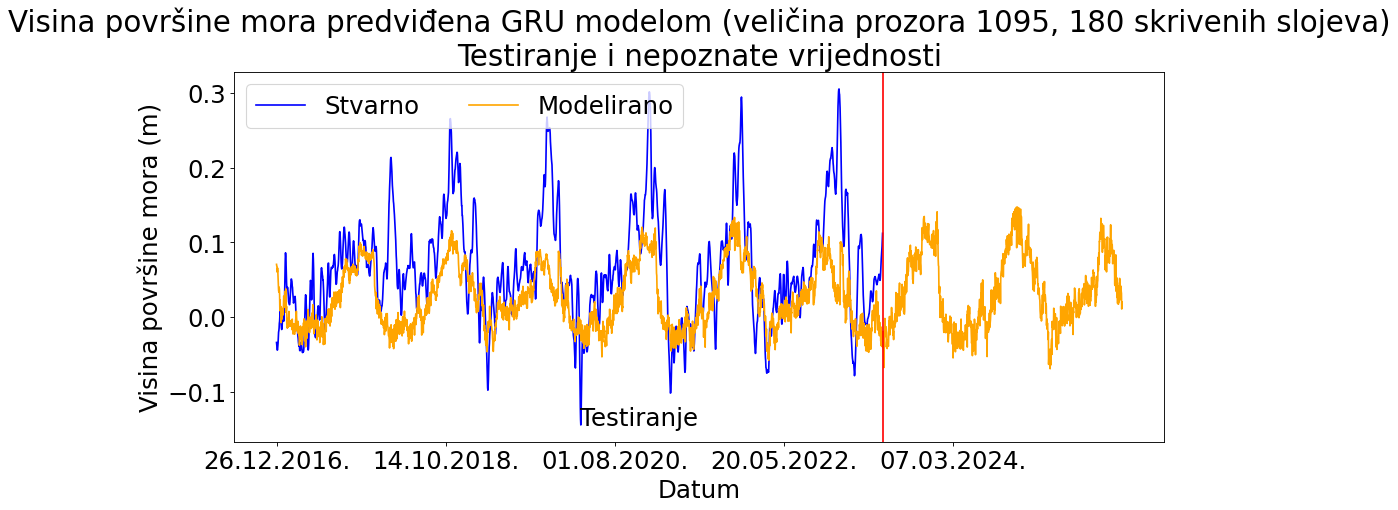 Visina površine mora predviđena GRU modelom (veličina prozora 1095, 180 skrivenih slojeva)
Testiranje i nepoznate vrijednosti
Stvarno Modelirano
Visina površine mora (m)
0.3
0.2
0.1
0.0
−0.1
Testiranje
26.12.2016. 14.10.2018. 01.08.2020. 20.05.2022. 07.03.2024.
Datum